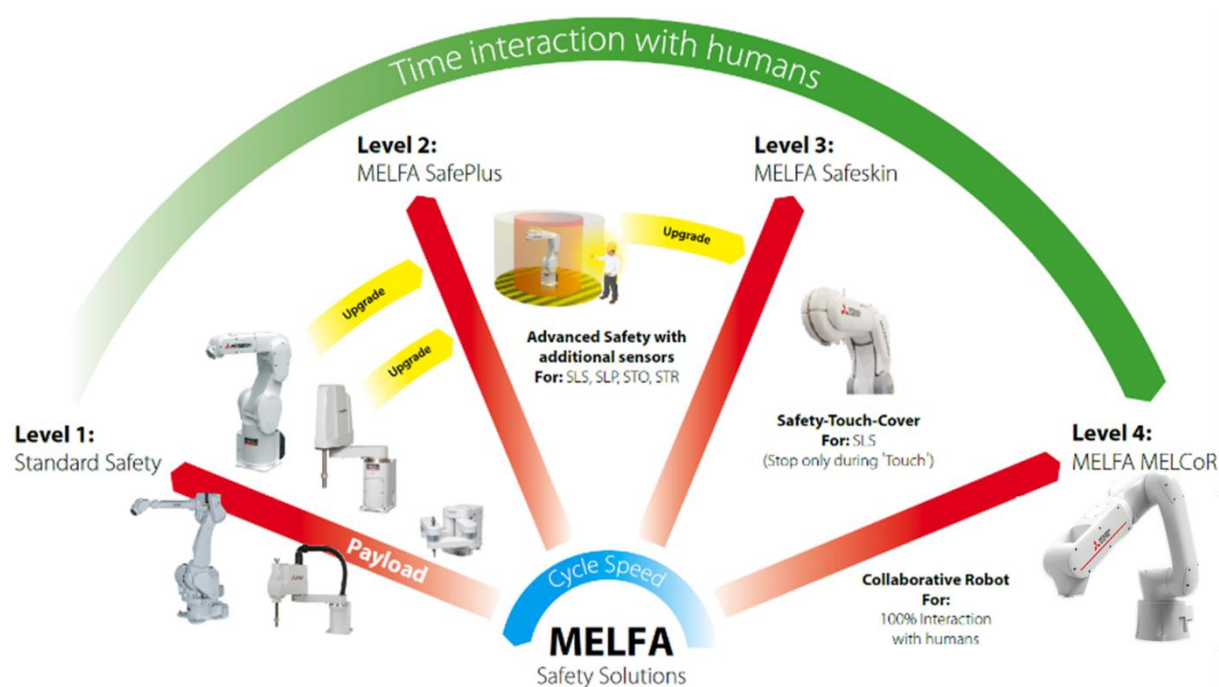 Time interaction with humans
Level 2:
MELFA SafePlus
Level 3:
MELFA Safeskin
Upgrade
Upgrade
Upgrade
Advanced Safety with
additional sensors
For: SLS, SLP, STO, STR
Safety-Touch-Cover
For: SLS
(Stop only during 'Touch')
Level 1:
Standard Safety
Level 4:
MELFA MELCoR
Payload
Cycle Speed
Collaborative Robot
For:
100% Interaction
with humans
MELFA
Safety Solutions